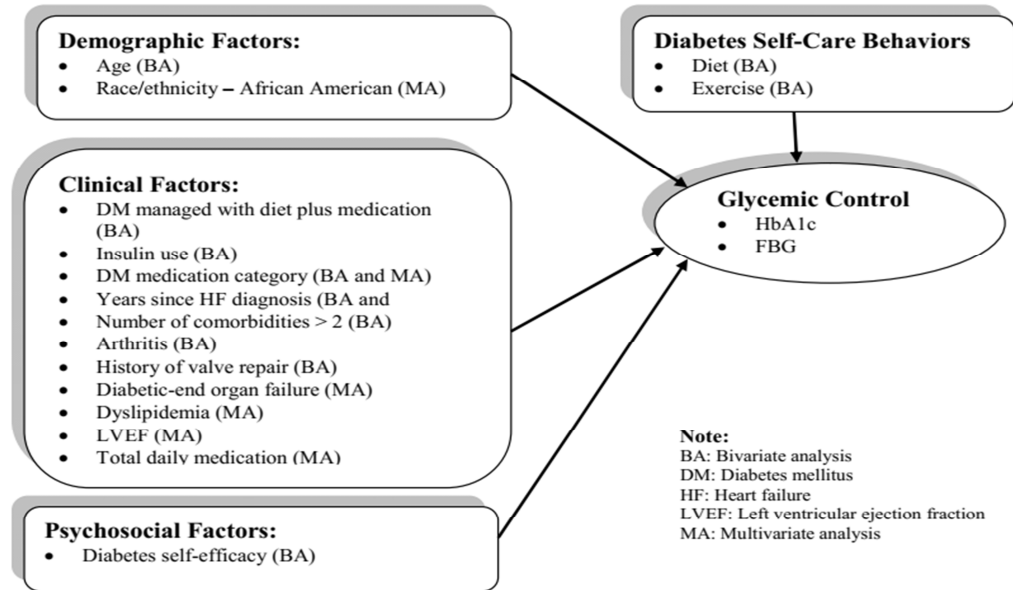 Demographic Factors:
• Age (BA)
• Race/ethnicity – African American (MA)
Diabetes Self-Care Behaviors
• Diet (BA)
• Exercise (BA)
Clinical Factors:
• DM managed with diet plus medication
(BA)
• Insulin use (BA)
• DM medication category (BA and MA)
• Years since HF diagnosis (BA and
• Number of comorbidities > 2 (BA)
• Arthritis (BA)
• History of valve repair (BA)
• Diabetic-end organ failure (MA)
• Dyslipidemia (MA)
• LVEF (MA)
• Total daily medication (MA)
Glycemic Control
• HbA1c
• FBG
Psychosocial Factors:
• Diabetes self-efficacy (BA)
Note:
BA: Bivariate analysis
DM: Diabetes mellitus
HF: Heart failure
LVEF: Left ventricular ejection fraction
MA: Multivariate analysis